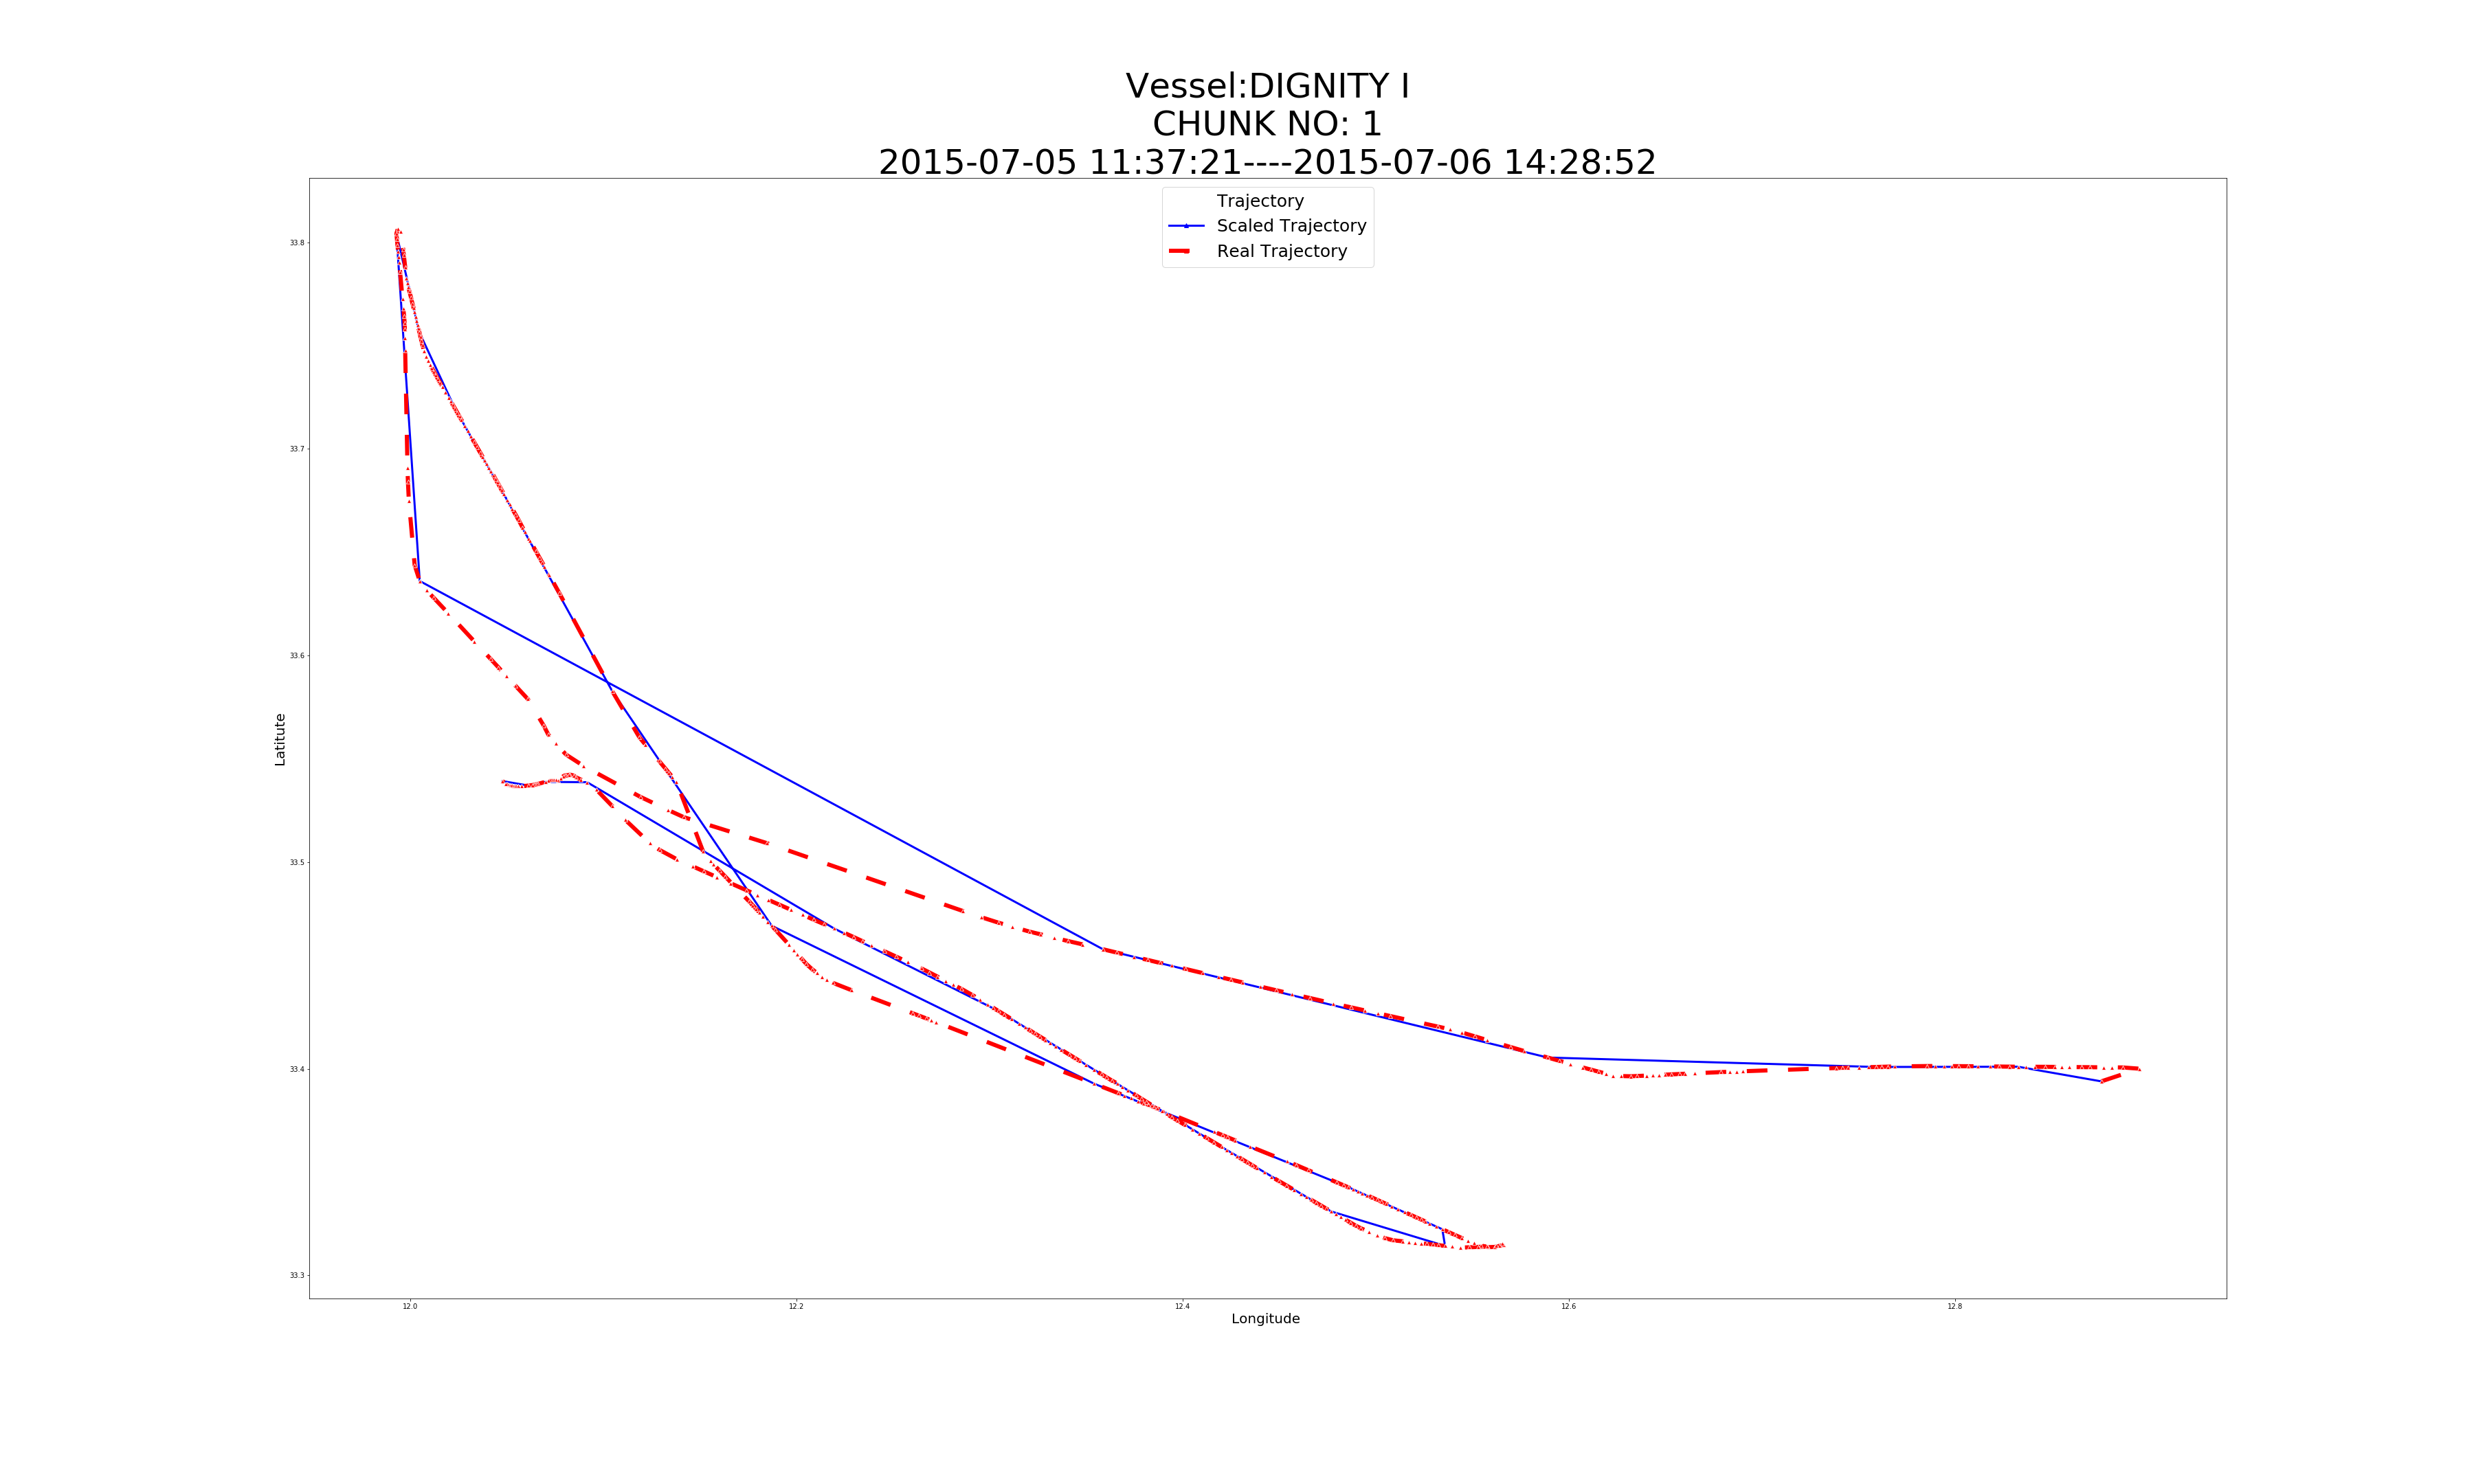 Vessel:DIGNITY I
CHUNK NO: 1
2015-07-05 11:37:21----2015-07-06 14:28:52
Trajectory
Scaled Trajectory
Real Trajectory
33.8
33.7
33.6
33.5
33.4
33.3
Latitute
12.0 12.2 12.4 12.6 12.8
Longitude